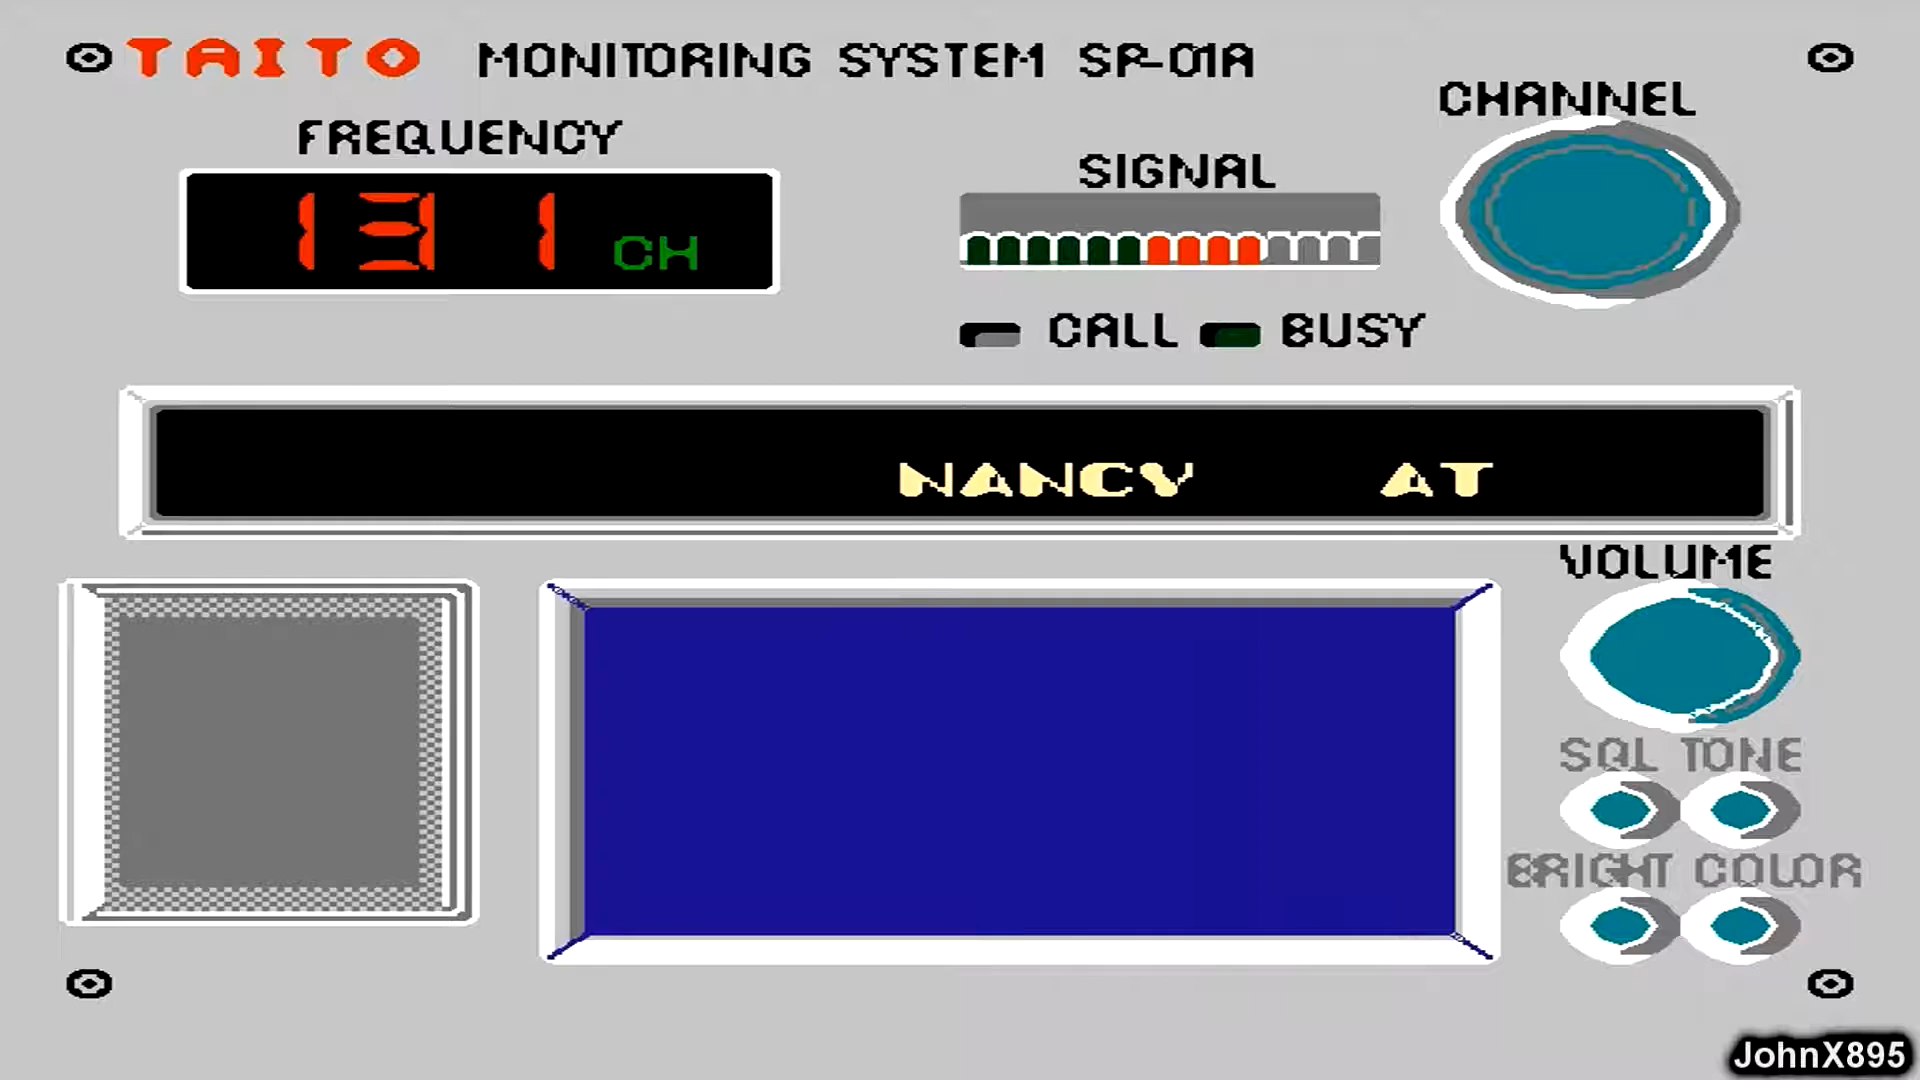 TAITO MONITORING SYSTEM SP-01A
CHANNEL
FREQUENCY
SIGNAL
131 CH
CALL BUSY
NANCY AT
VOLUME
SQL TONE
BRIGHT COLOR
JohnX895